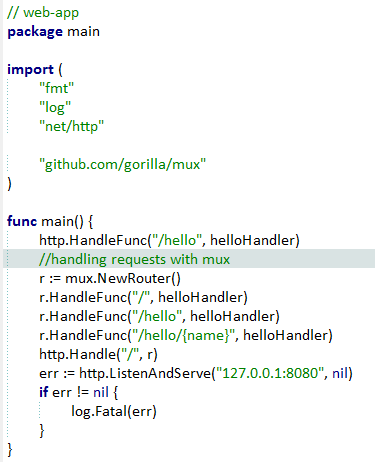 // web-app
package main
import (
"fmt"
"log"
"net/http"
"github.com/gorilla/mux"
)
func main() {
http.HandleFunc("/hello", helloHandler)
//handling requests with mux
r := mux.NewRouter()
r.HandleFunc("/", helloHandler)
r.HandleFunc("/hello", helloHandler)
r.HandleFunc("/hello/{name}", helloHandler)
http.Handle("/", r)
err := http.ListenAndServe("127.0.0.1:8080", nil)
if err != nil {
log.Fatal(err)
}
}